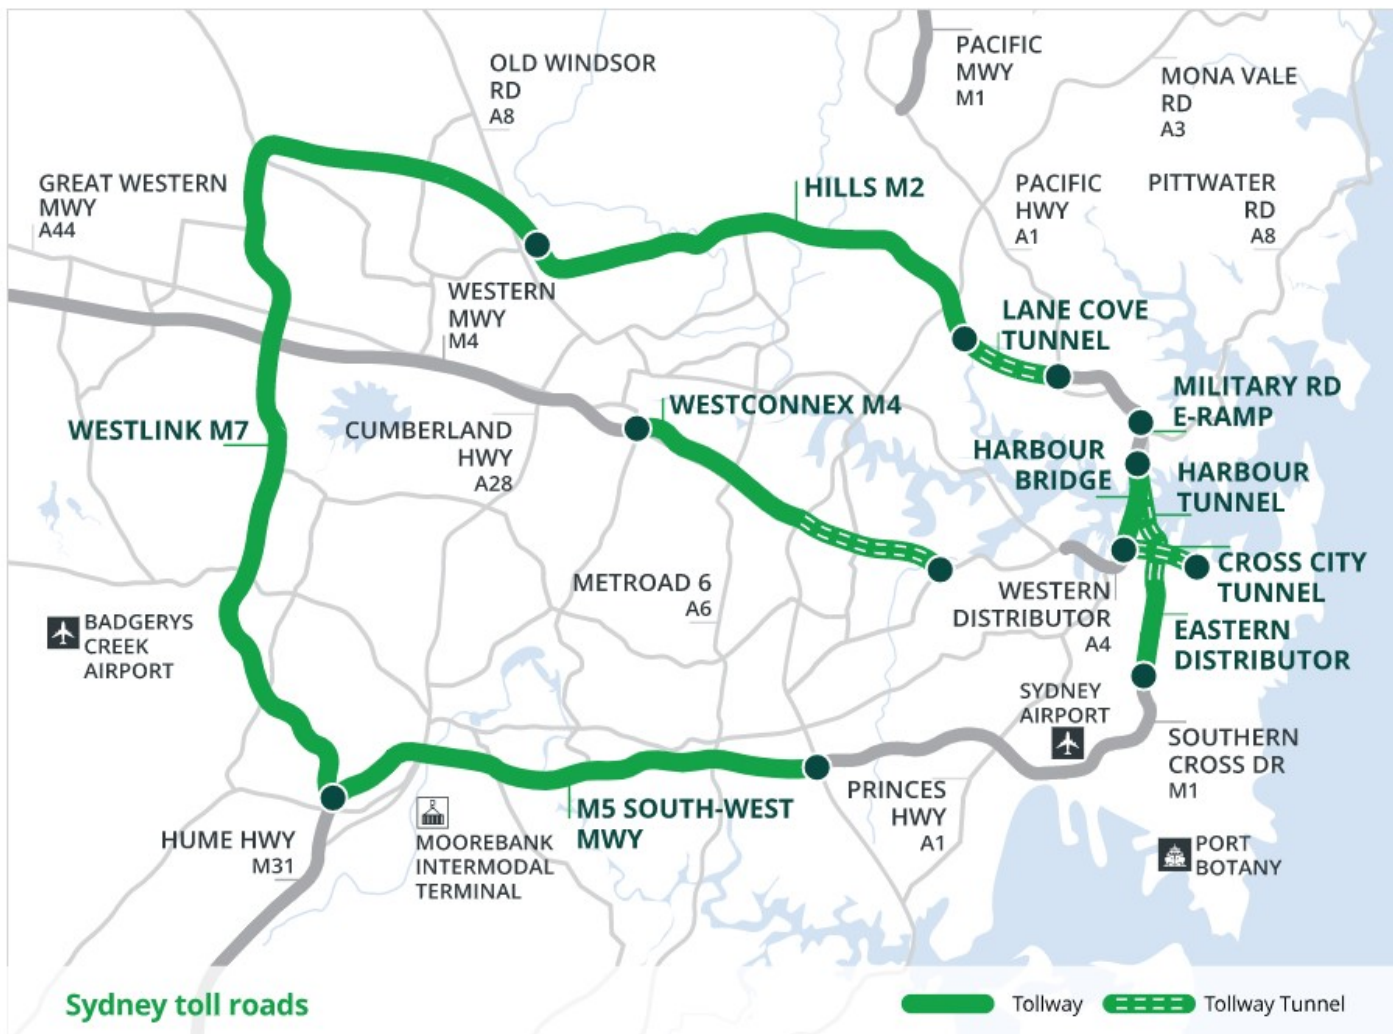 PACIFIC
MWY
M1
OLD WINDSOR
RD
A8
MONA VALE
RD
A3
GREAT WESTERN
MWY
A44
HILLS M2
PACIFIC
HWY
A1
PITTWATER
RD
A8
WESTERN
MWY
M4
LANE COVE
TUNNEL
MILITARY RD
E-RAMP
WESTCONNEX M4
WESTLINK M7
CUMBERLAND
HWY
A28
HARBOUR
BRIDGE
HARBOUR
TUNNEL
CROSS CITY
TUNNEL
METROAD 6
A6
WESTERN
DISTRIBUTOR
A4
BADGERYS
CREEK
AIRPORT
EASTERN
DISTRIBUTOR
SYDNEY
AIRPORT
SOUTHERN
CROSS DR
M1
M5 SOUTH-WEST
MWY
PRINCES
HWY
A1
HUME HWY
M31
MOOREBANK
INTERMODAL
TERMINAL
PORT
BOTANY
Sydney toll roads
Tollway
Tollway Tunnel